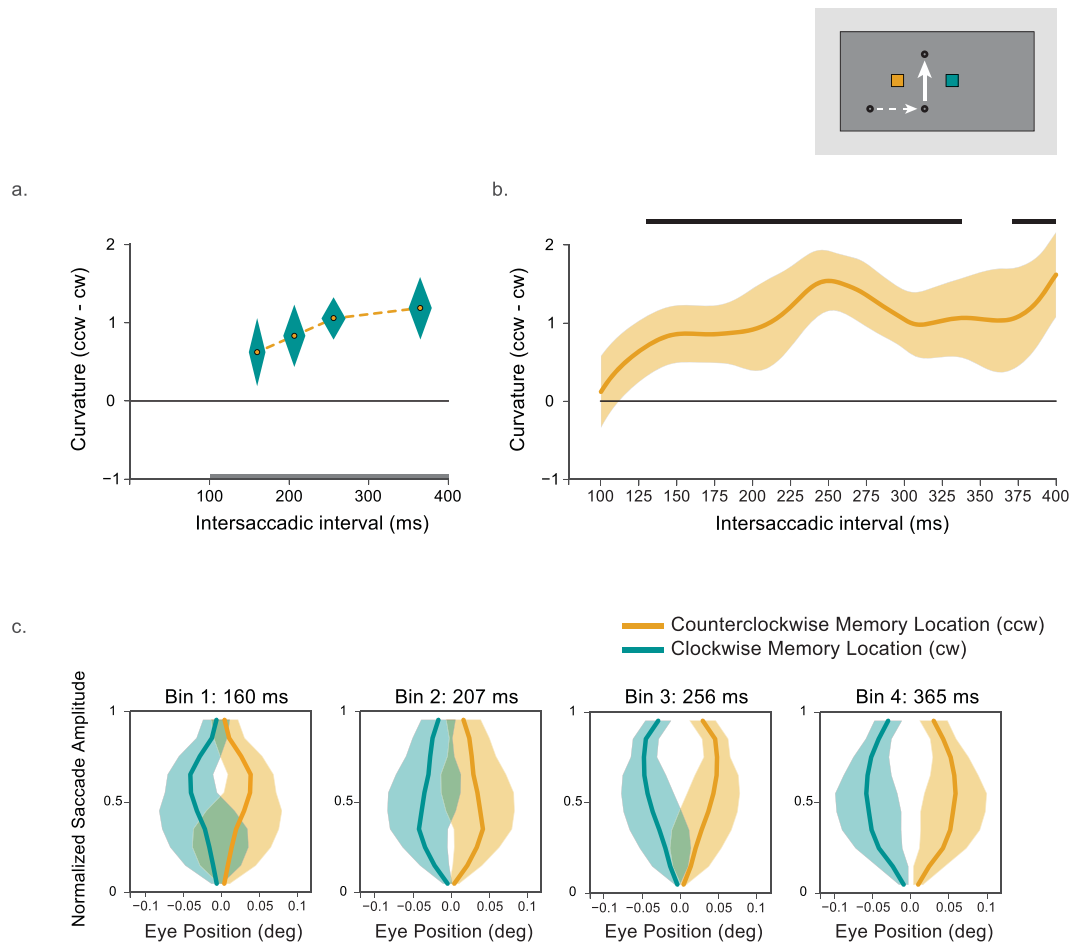 a.
b.
Curvature (ccw - cw)
2
1
0
−1
100
200
300
400
Intersaccadic interval (ms)
Curvature (ccw - cw)
2
1
0
−1
100 125 150 175 200 225 250 275 300 325 350 375 400
Intersaccadic interval (ms)
c.
Counterclockwise Memory Location (ccw)
Clockwise Memory Location (cw)
Normalized Saccade Amplitude
Bin 1: 160 ms
1
0.5
0
−0.1 −0.05 0.0 0.05 0.1
Eye Position (deg)
Bin 2: 207 ms
1
0.5
0
−0.1 −0.05 0.0 0.05 0.1
Eye Position (deg)
Bin 3: 256 ms
1
0.5
0
−0.1 −0.05 0.0 0.05 0.1
Eye Position (deg)
Bin 4: 365 ms
1
0.5
0
−0.1 −0.05 0.0 0.05 0.1
Eye Position (deg)